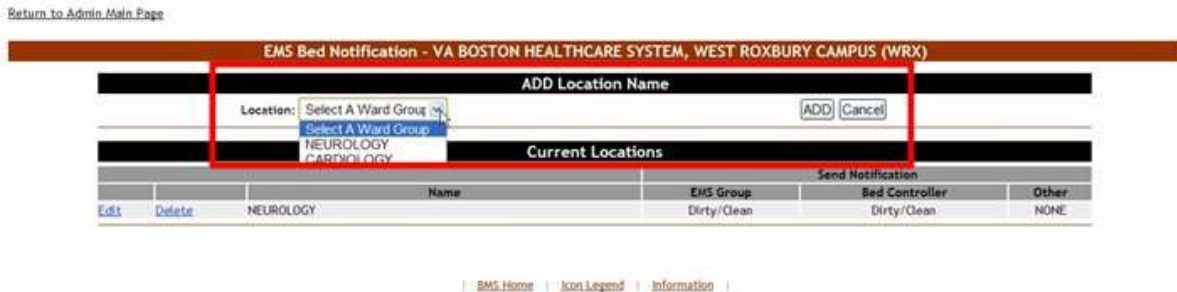 Return to Admin Main Page
EMS Bed Notification - VA BOSTON HEALTHCARE SYSTEM, WEST ROXBURY CAMPUS (WRX)
ADD Location Name
Location: Select A Ward Group ADD Cancel
Select A Ward Group
NEUROLOGY
CARDIOLOGY
Current Locations
Send Notification
Name EMS Group Bed Controller Other
Edit Delete NEUROLOGY Dirty/Clean Dirty/Clean NONE
| BMS Home | Icon Legend | Information |